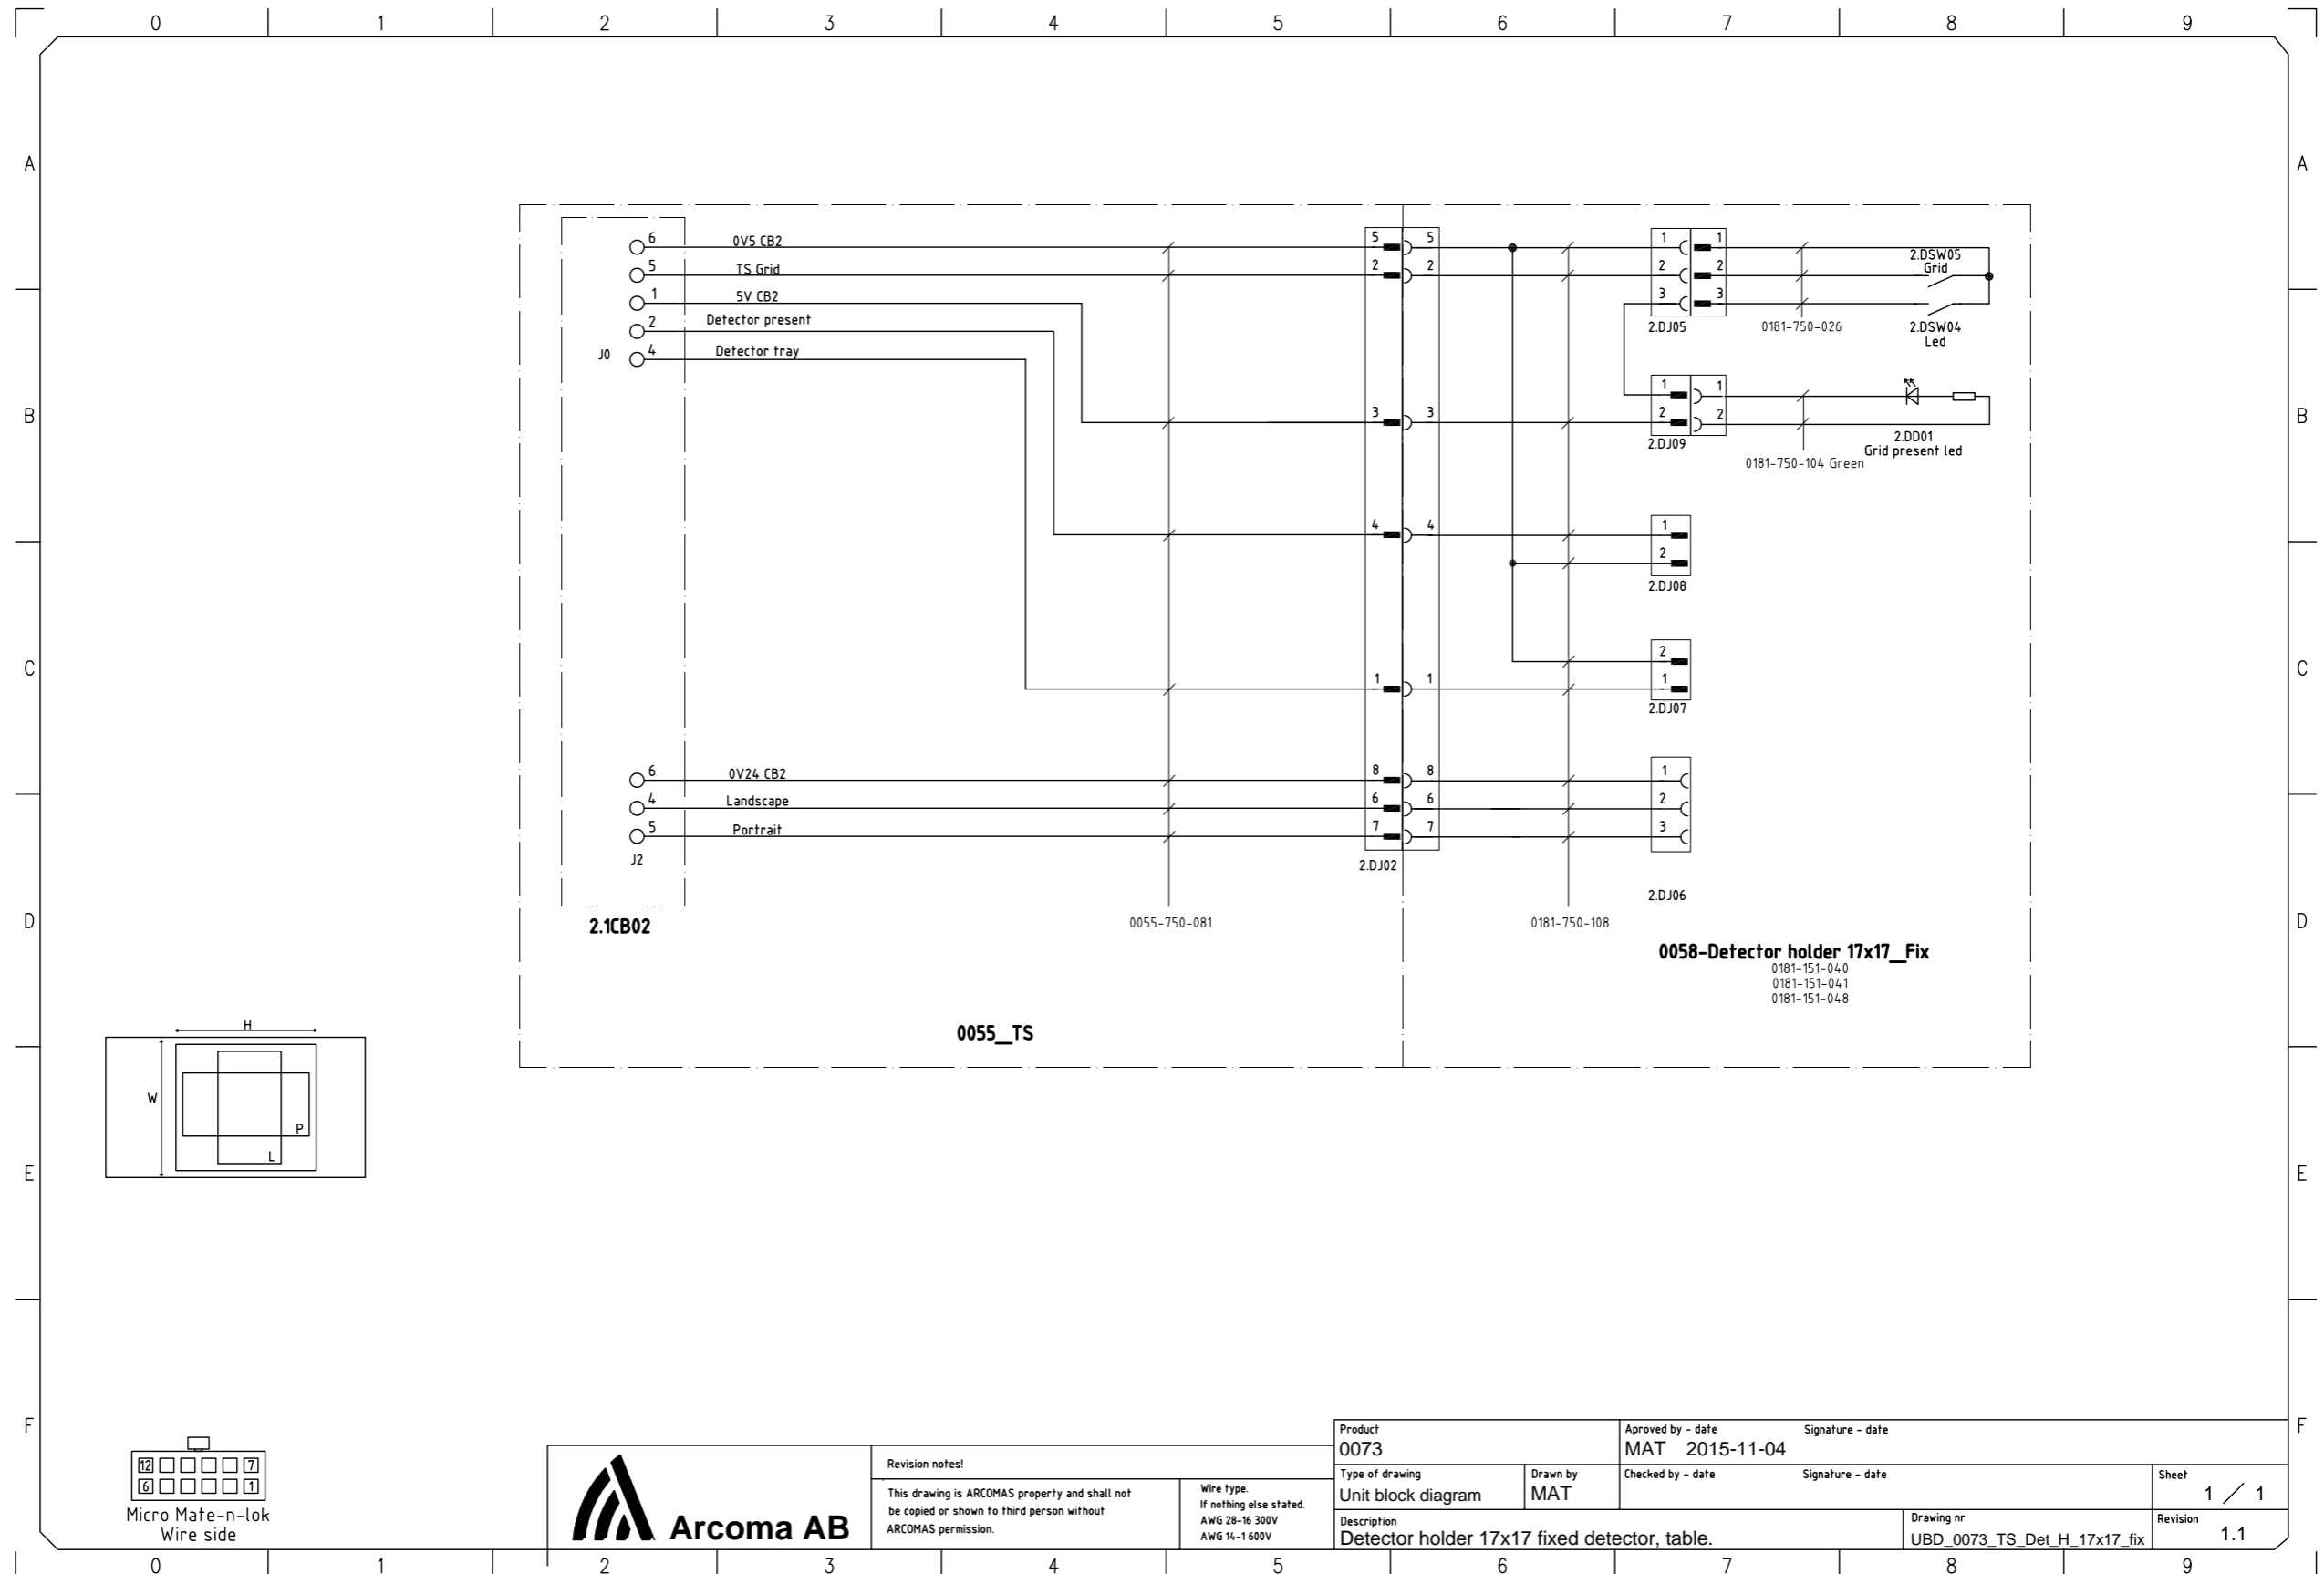 0 1 2 3 4 5 6 7 8 9
A A
6 0V5 CB2 5 5 1 1
2.DSW05
Grid
5 TS Grid 2 2 2 2
1 5V CB2 3 3
2 Detector present
2.DJ05 0181-750-026 2.DSW04
Led
J0 4 Detector tray
B B
1 1
3 3 2 2
2.DJ09 2.DD01
Grid present led
0181-750-104 Green
4 4 1
2
2.DJ08
C C
2
1 1 1
2.DJ07
6 0V24 CB2 8 8 1
4 Landscape 6 6 2
5 Portrait 7 7 3
J2 2.DJ02
2.DJ06
D D
2.1CB02 0055-750-081 0181-750-108
0058-Detector holder 17x17_Fix
0181-151-040
0181-151-041
0181-151-048
0055_TS
H
W
P
L
E E
F F
12 7
6 1
Micro Mate-n-lok
Wire side
Arcoma AB
Revision notes!
This drawing is ARCOMAS property and shall not
be copied or shown to third person without
ARCOMAS permission.
Wire type.
If nothing else stated.
AWG 28-16 300V
AWG 14-1 600V
Product
0073
Aproved by - date Signature - date
MAT 2015-11-04
Type of drawing
Unit block diagram
Drawn by
MAT
Checked by - date Signature - date
Sheet
1 / 1
Description
Detector holder 17x17 fixed detector, table.
Drawing nr
UBD_0073_TS_Det_H_17x17_fix
Revision
1.1
0 1 2 3 4 5 6 7 8 9